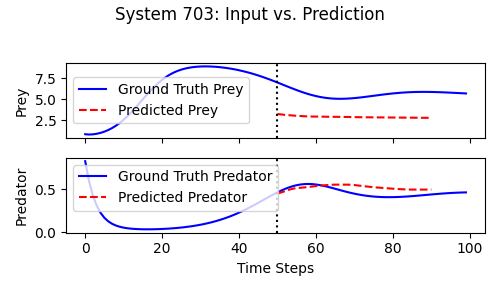 System 703: Input vs. Prediction
7.5
5.0
2.5
Prey
Ground Truth Prey
Predicted Prey
0.5
0.0
Predator
Ground Truth Predator
Predicted Predator
0 20 40 60 80 100
Time Steps